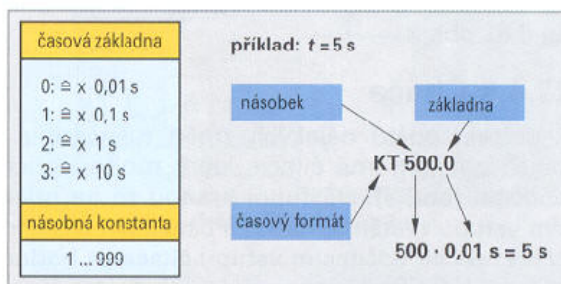 časová základna
0: ≙ x 0,01 s
1: ≙ x 0,1 s
2: ≙ x 1 s
3: ≙ x 10 s
násobná konstanta
1 ... 999
příklad: t = 5 s
násobek
základna
KT 500.0
časový formát
500 · 0,01 s = 5 s